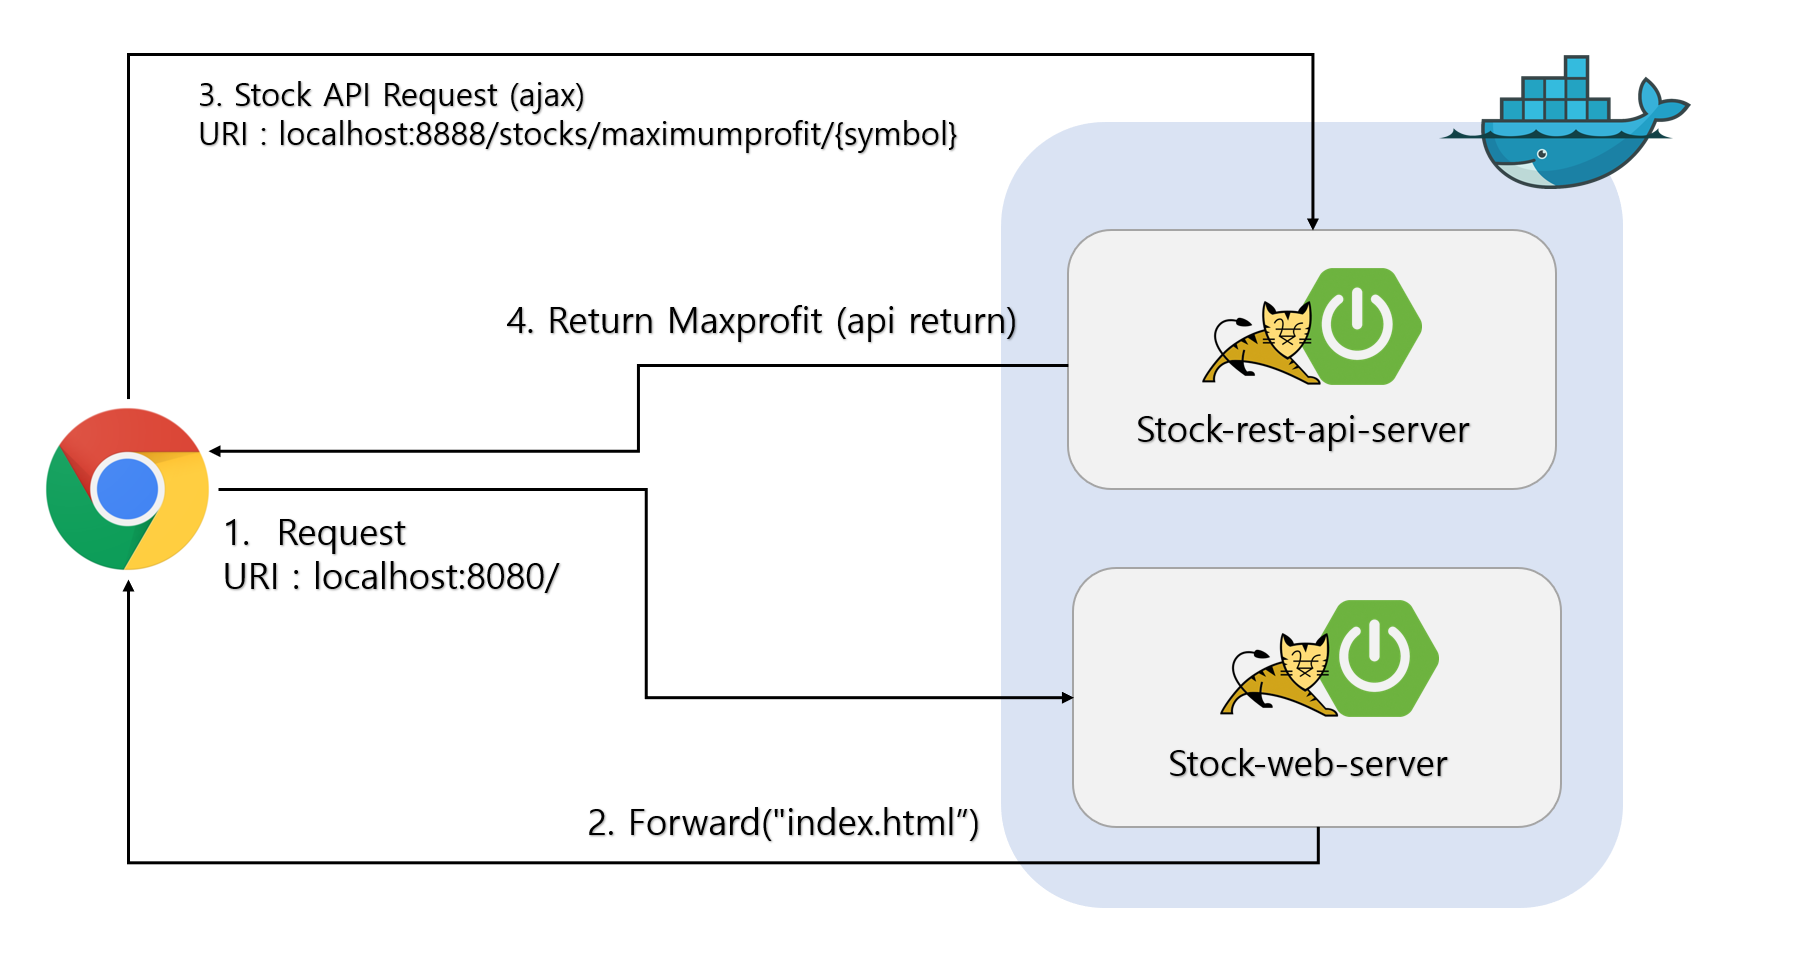 3. Stock API Request (ajax)
URI : localhost:8888/stocks/maximumprofit/{symbol}
4. Return Maxprofit (api return)
Stock-rest-api-server
1. Request
URI : localhost:8080/
Stock-web-server
2. Forward("index.html”)